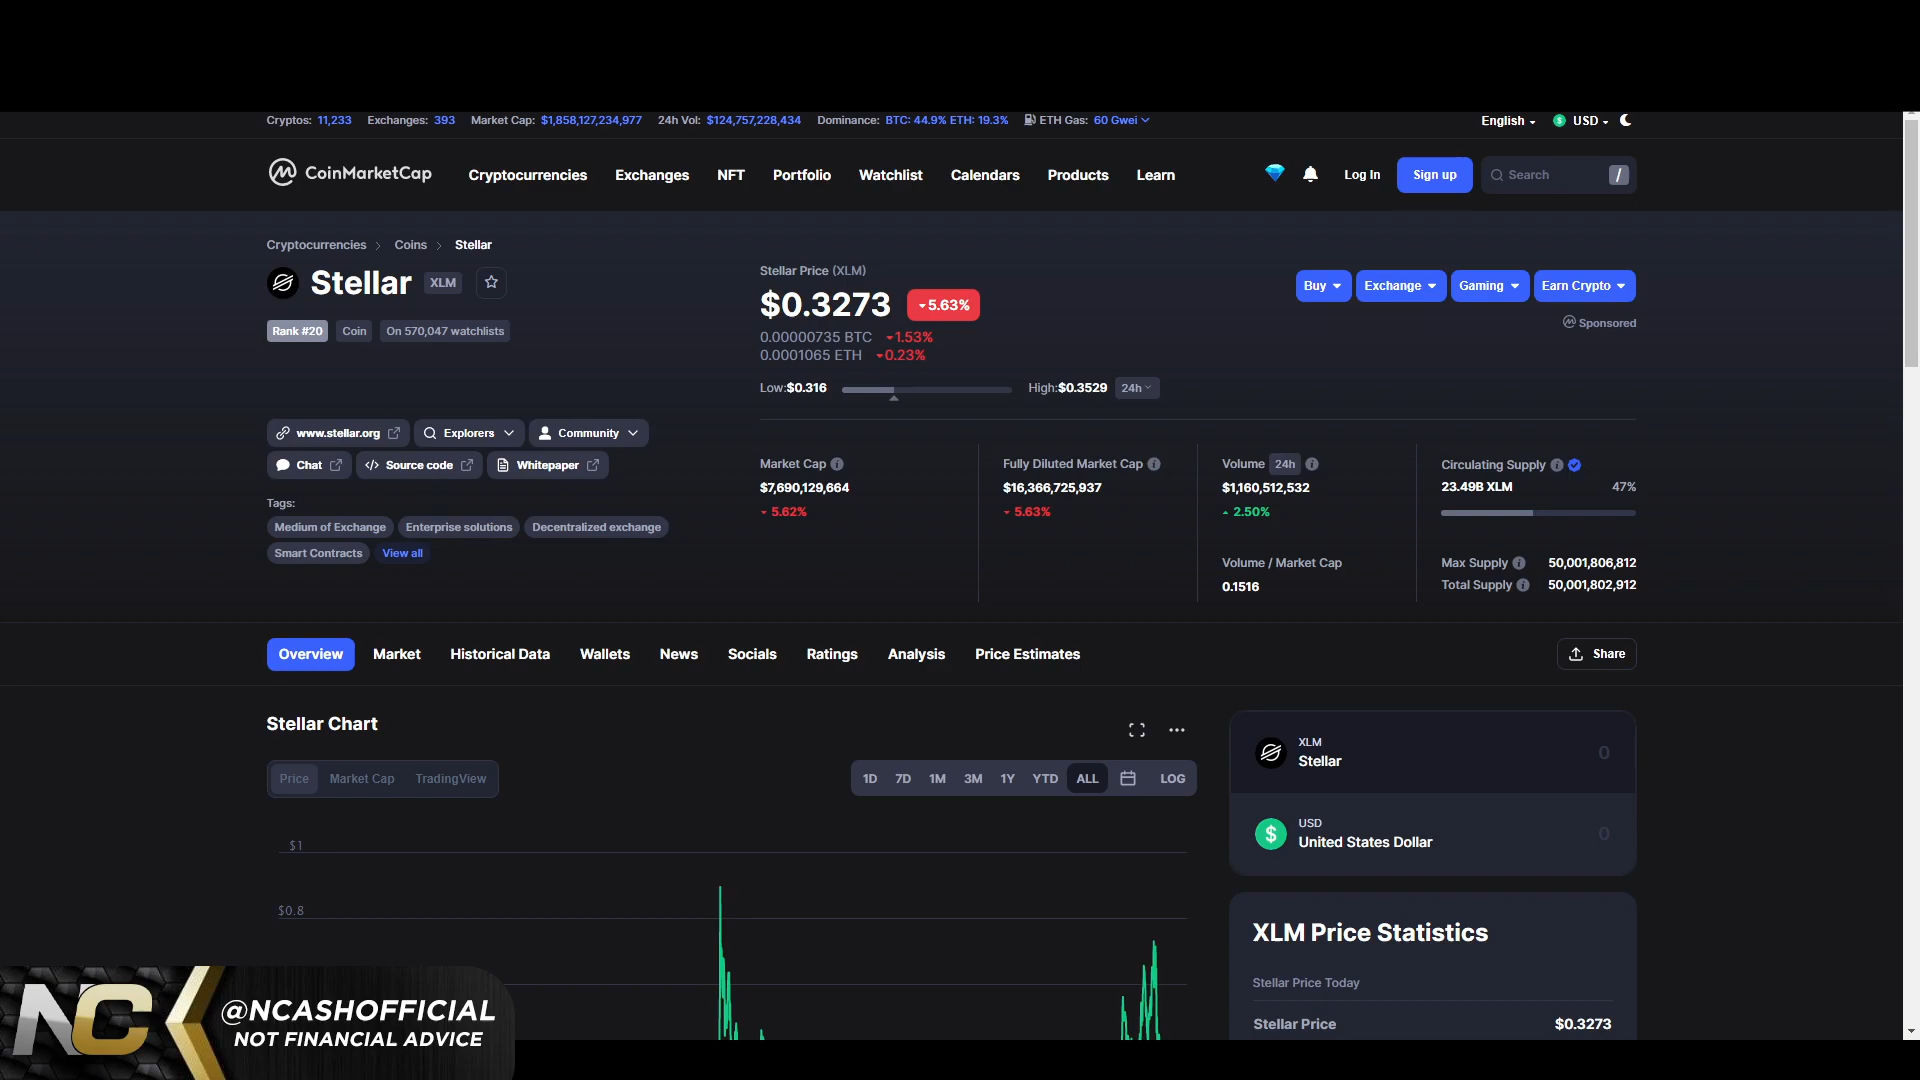 Cryptos: 11,233 Exchanges: 393 Market Cap: $1,858,127,234,977 24h Vol: $124,757,228,434 Dominance: BTC: 44.9% ETH: 19.3% ETH Gas: 60 Gwei English USD
CoinMarketCap Cryptocurrencies Exchanges NFT Portfolio Watchlist Calendars Products Learn Log In Sign up Search /
Cryptocurrencies Coins Stellar
Stellar XLM
Rank #20 Coin On 570,047 watchlists
www.stellar.org Explorers Community
Chat Source code Whitepaper
Tags:
Medium of Exchange Enterprise solutions Decentralized exchange
Smart Contracts View all
Stellar Price (XLM)
$0.3273 5.63%
0.00000735 BTC 1.53%
0.0001065 ETH 0.23%
Low:$0.316 High:$0.3529 24h
Buy Exchange Gaming Earn Crypto
Sponsored
Market Cap
$7,690,129,664
5.62%
Fully Diluted Market Cap
$16,366,725,937
5.63%
Volume 24h
$1,160,512,532
2.50%
Volume / Market Cap
0.1516
Circulating Supply
23.49B XLM 47%
Max Supply 50,001,806,812
Total Supply 50,001,802,912
Overview Market Historical Data Wallets News Socials Ratings Analysis Price Estimates Share
Stellar Chart
Price Market Cap TradingView 1D 7D 1M 3M 1Y YTD ALL LOG
$1
$0.8
XLM
Stellar 0
USD
United States Dollar 0
XLM Price Statistics
Stellar Price Today
Stellar Price $0.3273
NC
@NCASHOFFICIAL
NOT FINANCIAL ADVICE